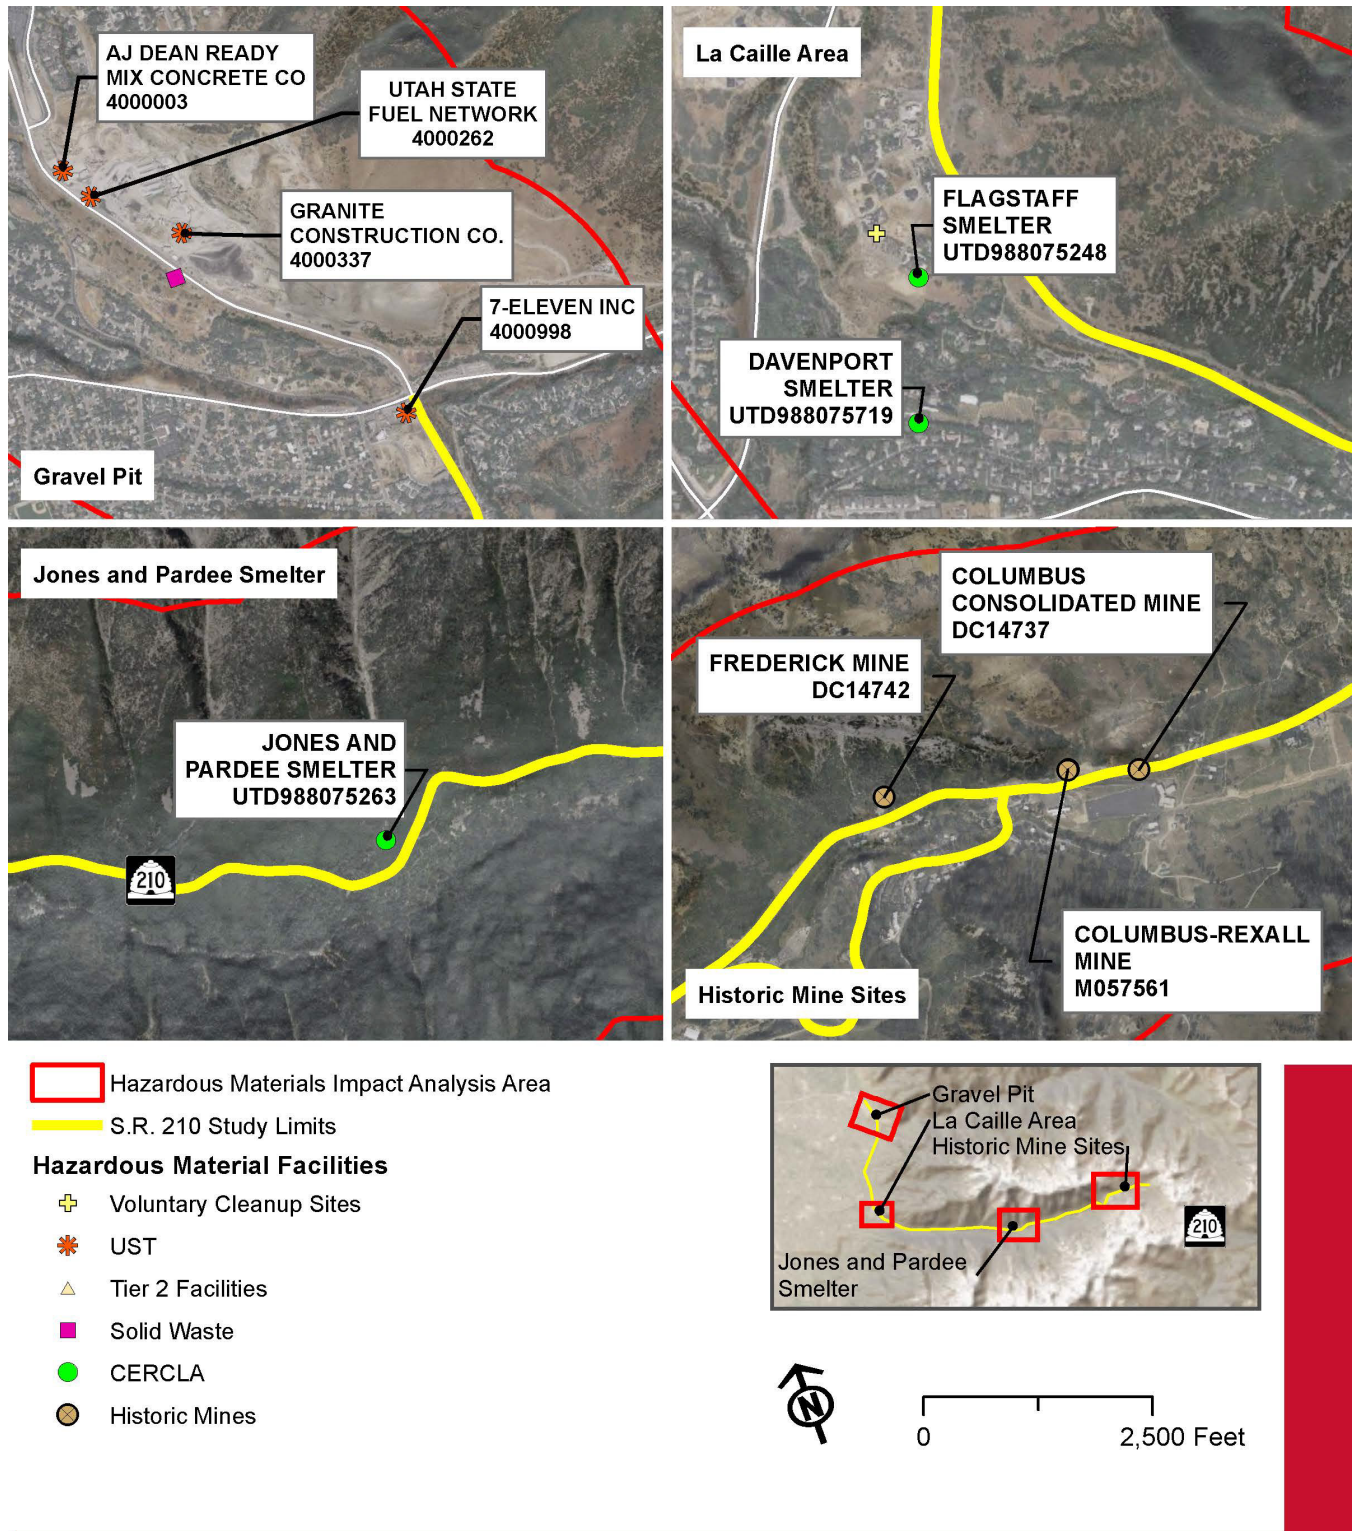 AJ DEAN READY
MIX CONCRETE CO
4000003
UTAH STATE
FUEL NETWORK
4000262
GRANITE
CONSTRUCTION CO.
4000337
7-ELEVEN INC
4000998
Gravel Pit
La Caille Area
FLAGSTAFF
SMELTER
UTD988075248
DAVENPORT
SMELTER
UTD988075719
Jones and Pardee Smelter
JONES AND
PARDEE SMELTER
UTD988075263
210
COLUMBUS
CONSOLIDATED MINE
DC14737
FREDERICK MINE
DC14742
COLUMBUS-REXALL
MINE
M057561
Historic Mine Sites
Hazardous Materials Impact Analysis Area
S.R. 210 Study Limits
Hazardous Material Facilities
Voluntary Cleanup Sites
UST
Tier 2 Facilities
Solid Waste
CERCLA
Historic Mines
Gravel Pit
La Caille Area
Historic Mine Sites
210
Jones and Pardee
Smelter
N
0
2,500 Feet